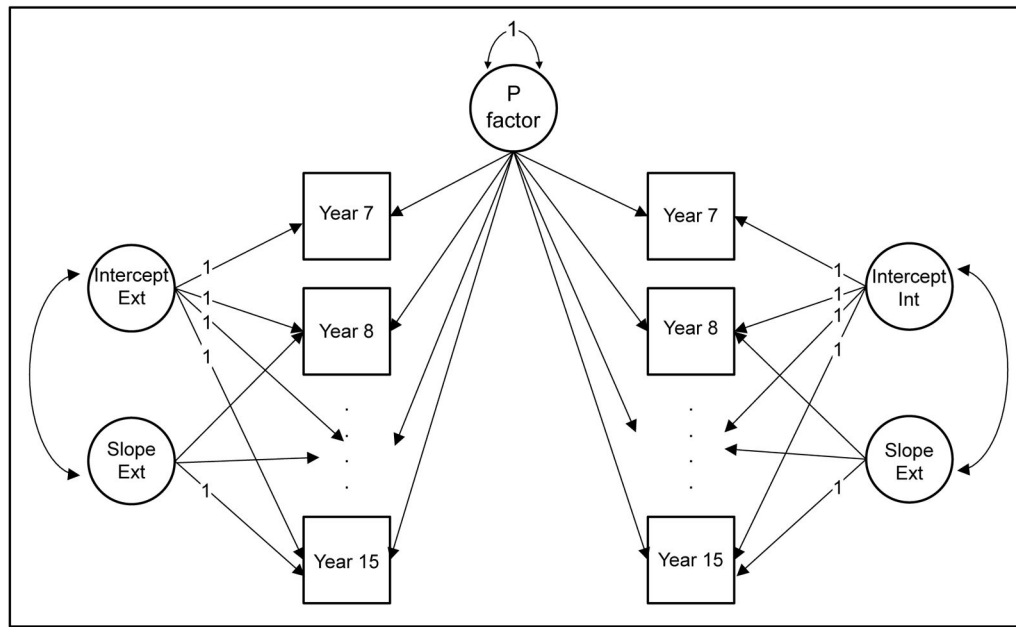 1
P
factor
Year 7
Year 7
1
1
Intercept
Ext
1
Year 8
1
1
Year 8
1
1
1
Intercept
Int
Slope
Ext
1
Slope
Ext
1
Year 15
Year 15